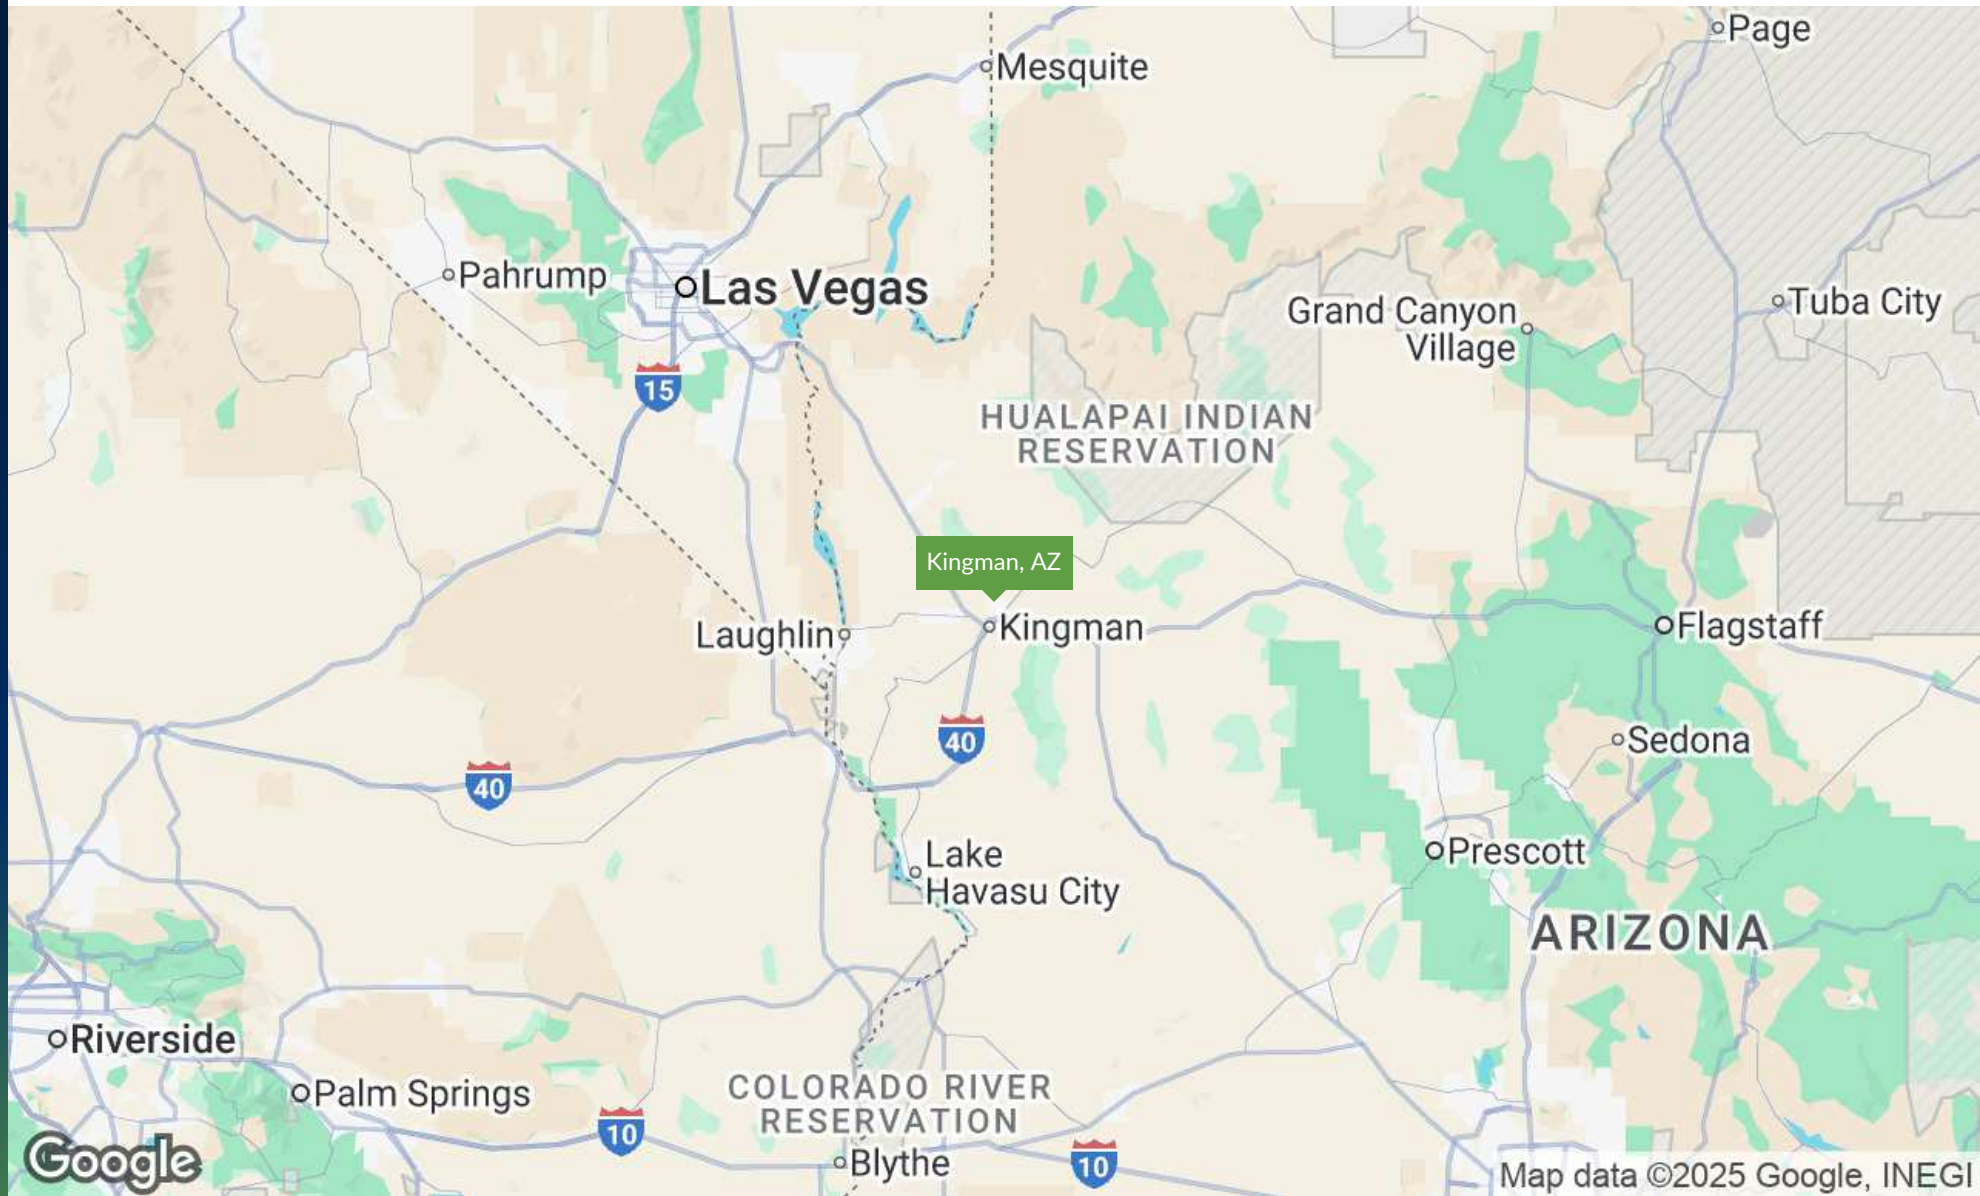 Page
Mesquite
Pahrump
Las Vegas
Tuba City
Grand Canyon
Village
15
HUALAPAI INDIAN
RESERVATION
Kingman, AZ
Laughlin
Kingman
Flagstaff
40
Sedona
40
Lake
Havasu City
Prescott
ARIZONA
Riverside
Palm Springs
COLORADO RIVER
RESERVATION
10
Blythe
10
Google
Map data ©2025 Google, INEGI